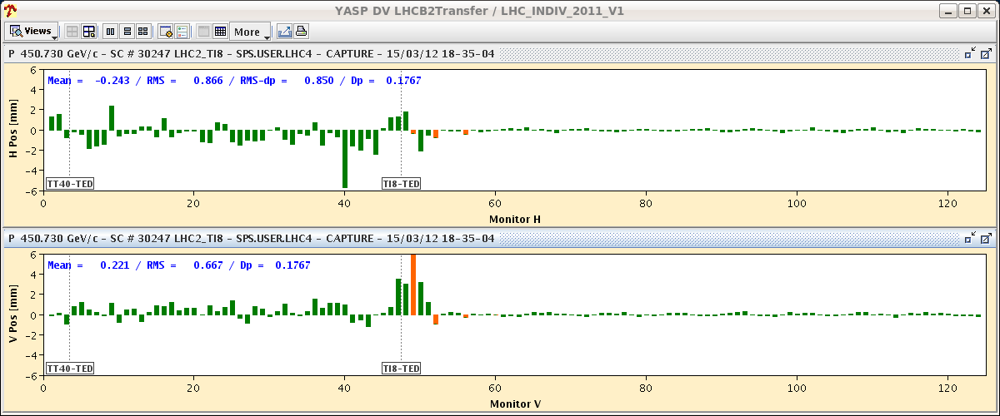 YASP DV LHCB2Transfer / LHC_INDIV_2011_V1
Views More
P 450.730 GeV/c - SC # 30247 LHC2_TI8 - SPS.USER.LHC4 - CAPTURE - 15/03/12 18-35-04
Mean = -0.243 / RMS = 0.866 / RMS-dp = 0.850 / Dp = 0.1767
H Pos [mm]
6
4
2
0
-2
-4
-6
TT40-TED TI8-TED
0 20 40 60 80 100 120
Monitor H
P 450.730 GeV/c - SC # 30247 LHC2_TI8 - SPS.USER.LHC4 - CAPTURE - 15/03/12 18-35-04
Mean = 0.221 / RMS = 0.667 / Dp = 0.1767
V Pos [mm]
6
4
2
0
-2
-4
-6
TT40-TED TI8-TED
0 20 40 60 80 100 120
Monitor V